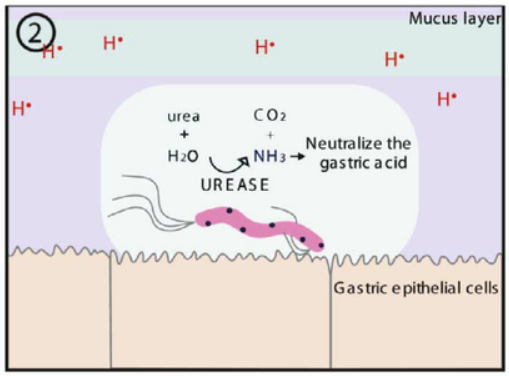 2
Mucus layer
H•
H•
H•
H•
H•
H•
urea
CO2
+
+
H2O
NH3
Neutralize the
gastric acid
UREASE
Gastric epithelial cells